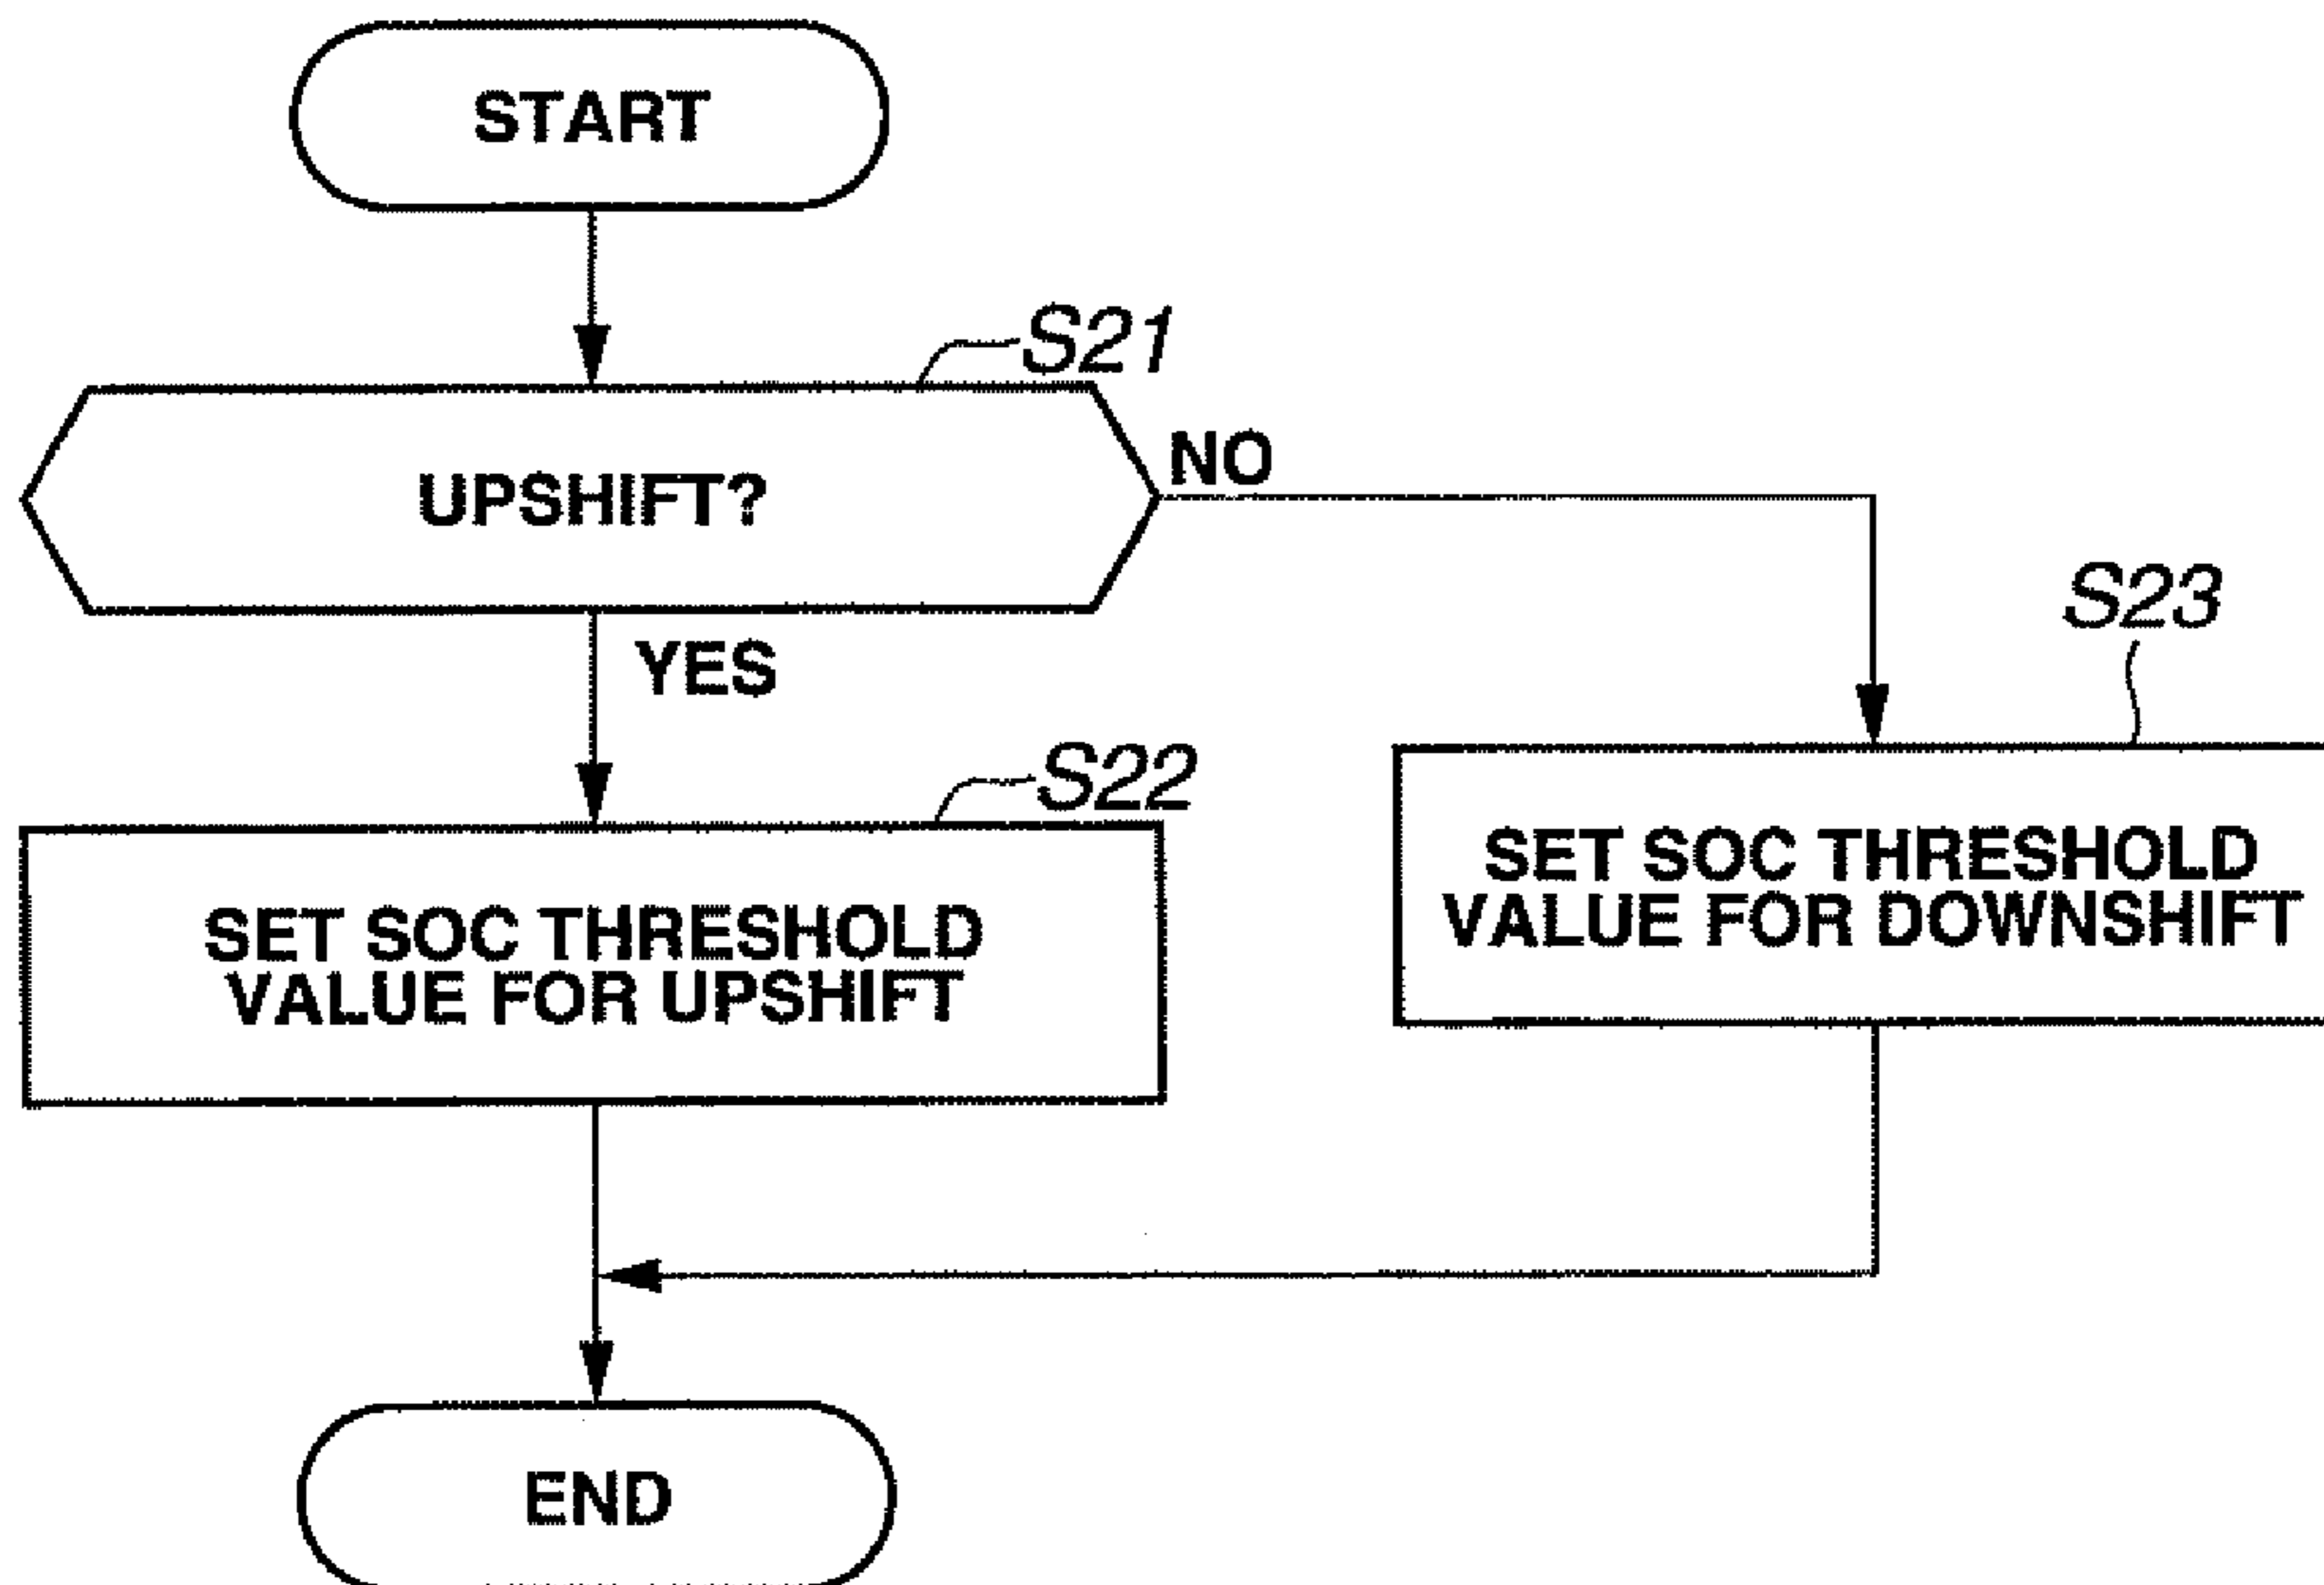 START
S21
UPSHIFT?
NO
YES
S23
S22
SET SOC THRESHOLD
VALUE FOR DOWNSHIFT
SET SOC THRESHOLD
VALUE FOR UPSHIFT
END